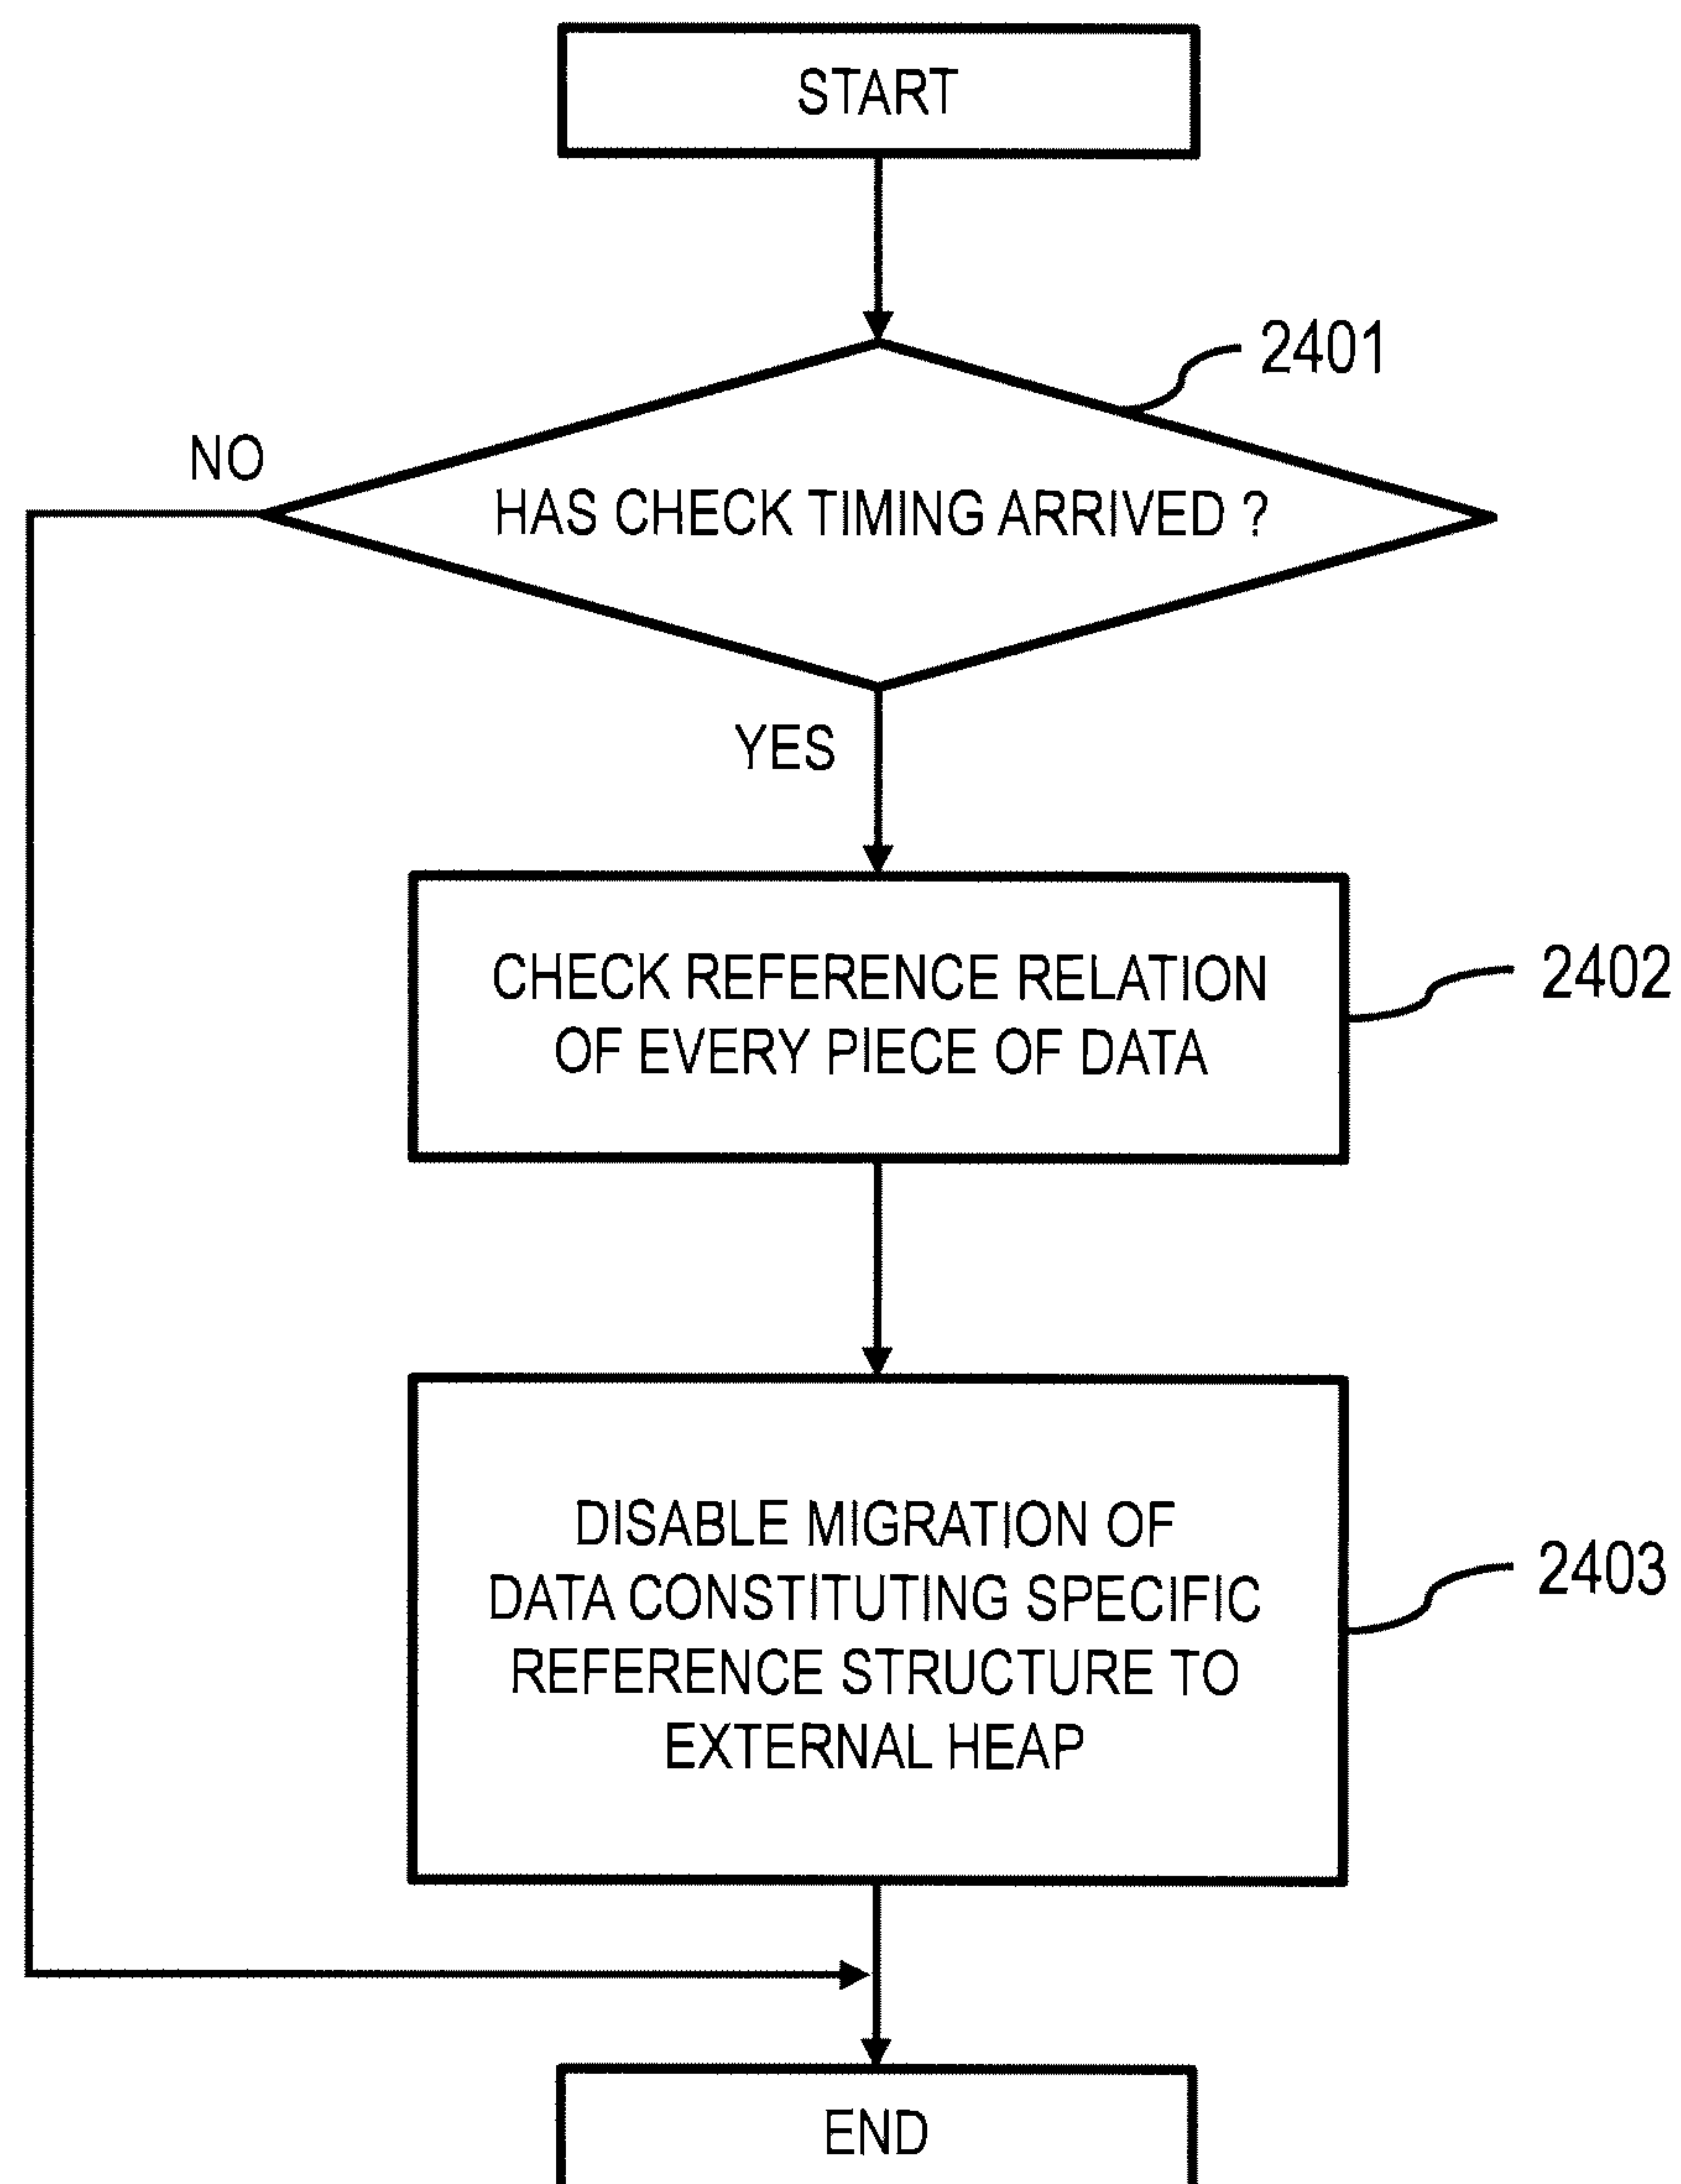 START
2401
NO
HAS CHECK TIMING ARRIVED ?
YES
CHECK REFERENCE RELATION
OF EVERY PIECE OF DATA
2402
DISABLE MIGRATION OF
DATA CONSTITUTING SPECIFIC
REFERENCE STRUCTURE TO
EXTERNAL HEAP
2403
END